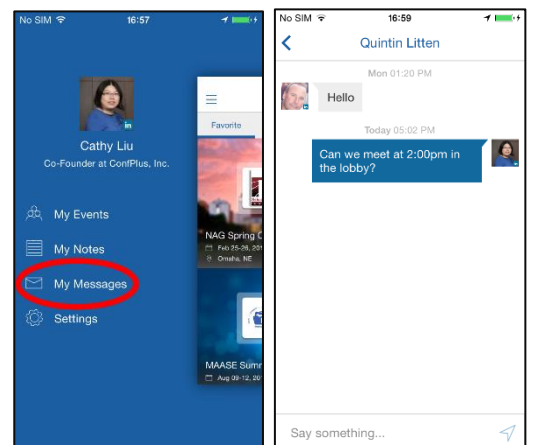 No SIM 16:57
in
Cathy Liu
Co-Founder at ConfPlus, Inc.
My Events
My Notes
My Messages
Settings
Favorite
NAG Spring C
Feb 25-26, 201
Omaha, NE
MAASE Summ
Aug 09-12, 20
No SIM 16:59
Quintin Litten
Mon 01:20 PM
Hello
Today 05:02 PM
Can we meet at 2:00pm in
the lobby?
Say something...